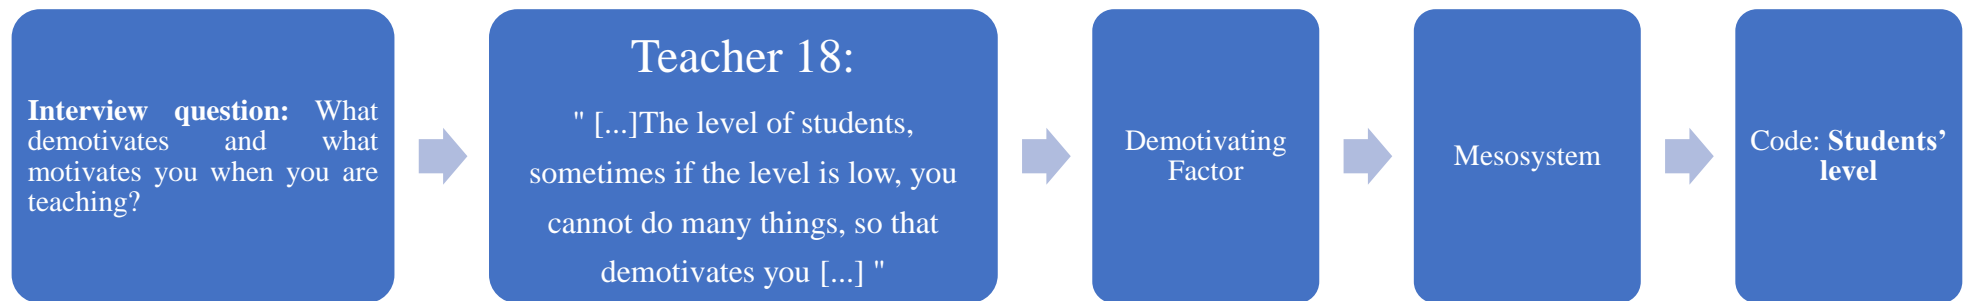 Interview question: What
demotivates and what
motivates you when you are
teaching?
Teacher 18:
" [...]The level of students,
sometimes if the level is low, you
cannot do many things, so that
demotivates you [...] "
Demotivating
Factor
Mesosystem
Code: Students’
level